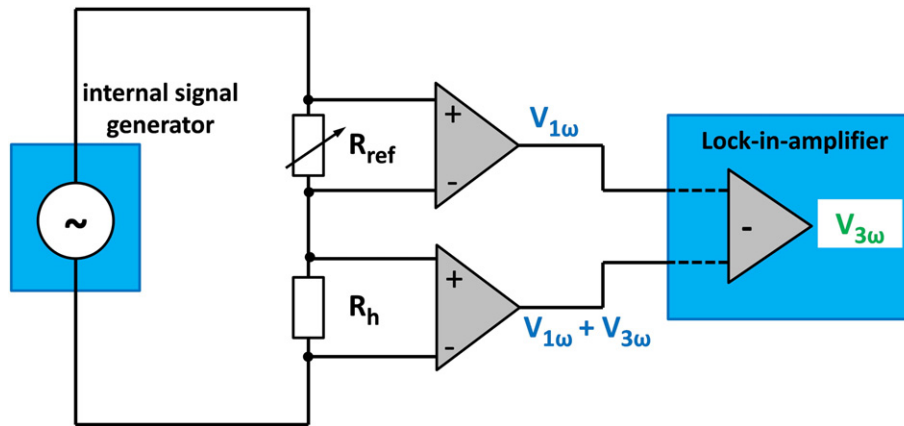 internal signal
generator
~
R_ref
R_h
+
-
+
-
V_1ω
V_1ω + V_3ω
Lock-in-amplifier
-
V_3ω